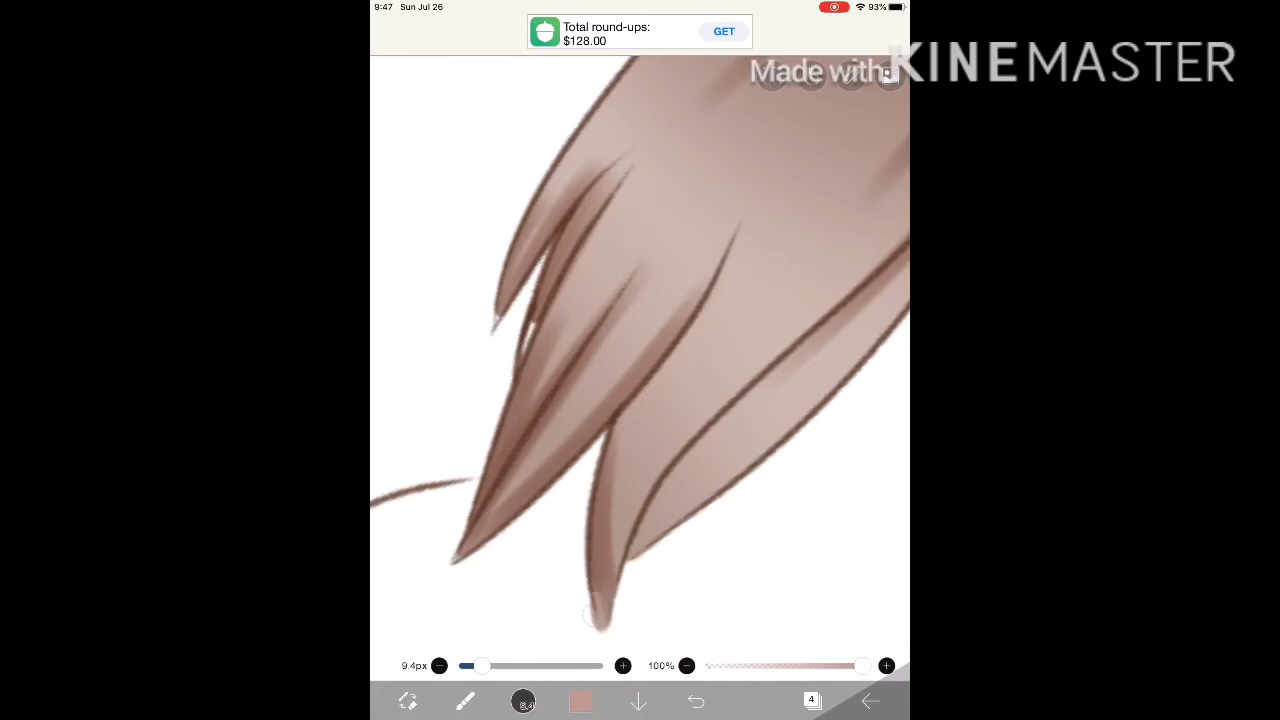 9:47 Sun Jul 26
93%
Total round-ups:
$128.00
GET
Made with KINEMASTER
9.4px
100%
4